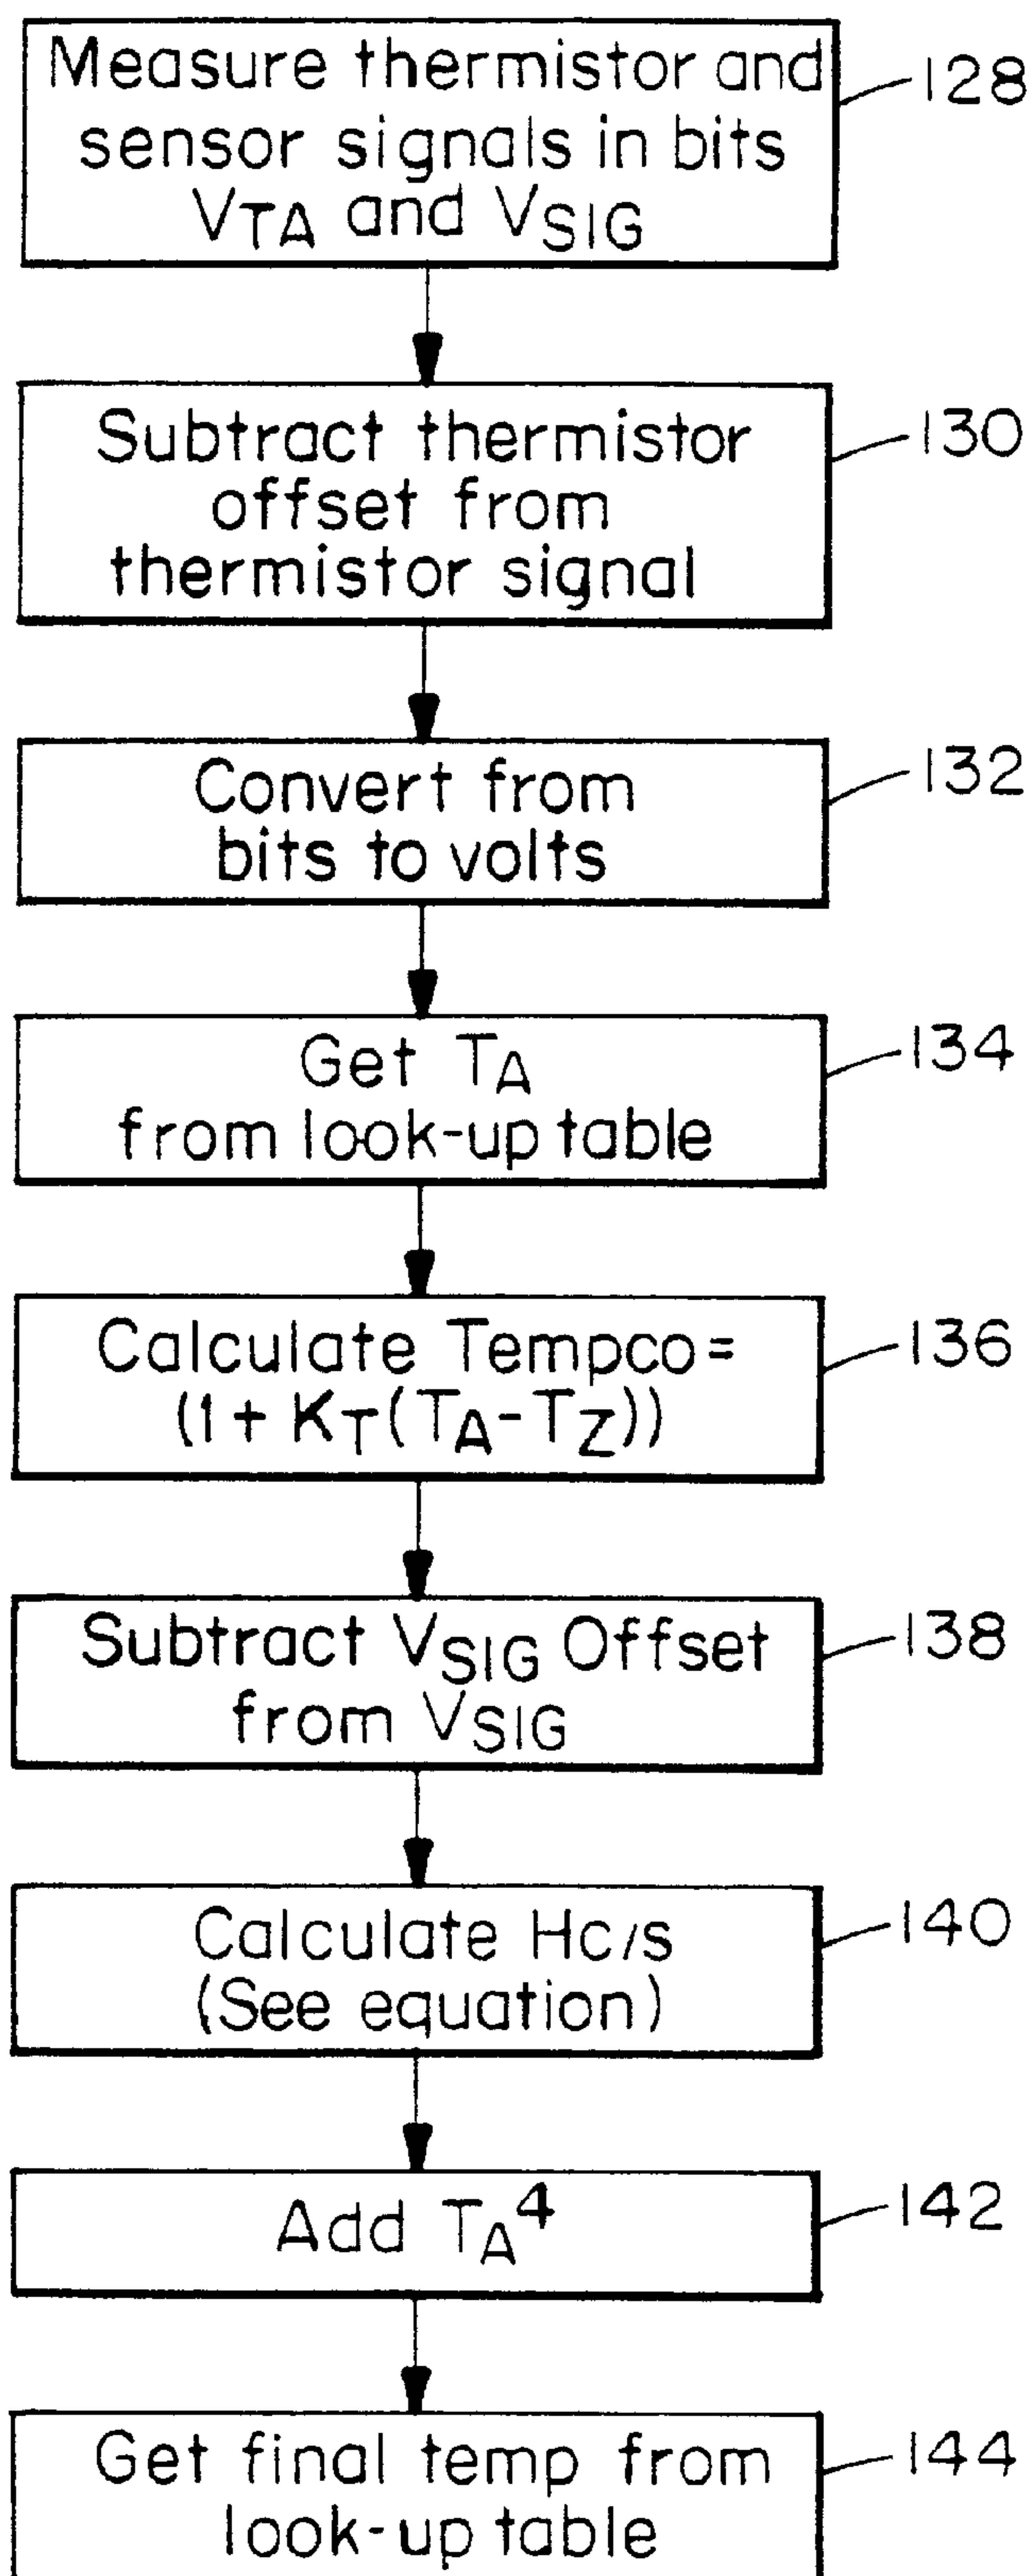 Measure thermistor and
sensor signals in bits
VTA and VSIG
128
Subtract thermistor
offset from
thermistor signal
130
Convert from
bits to volts
132
Get TA
from look-up table
134
Calculate Tempco =
(1 + KT(TA-TZ))
136
Subtract VSIG Offset
from VSIG
138
Calculate Hc/s
(See equation)
140
Add TA⁴
142
Get final temp from
look-up table
144